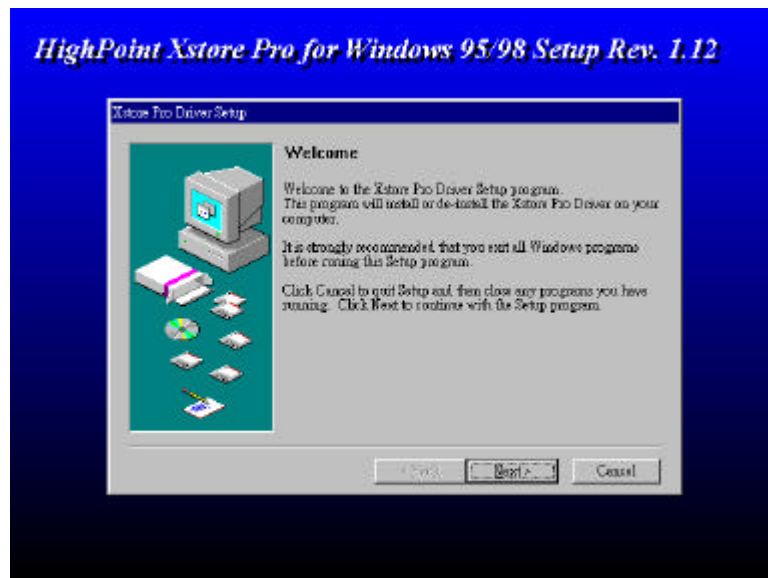 HighPoint Xstore Pro for Windows 95/98 Setup Rev. 1.12
Xstore Pro Driver Setup
Welcome
Welcome to the Xstore Pro Driver Setup program.
This program will install or de-install the Xstore Pro Driver on your
computer.
It is strongly recommended that you exit all Windows programs
before runing this Setup program.
Click Cancel to quit Setup and then close any programs you have
running. Click Next to continue with the Setup program.
< Back
Next >
Cancel